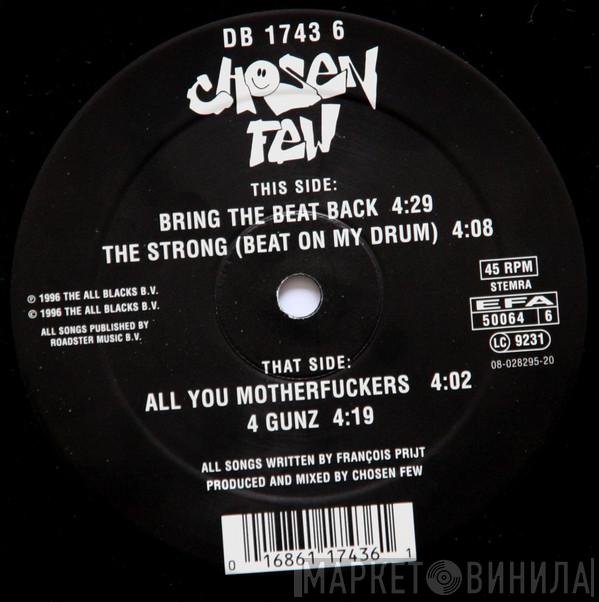 DB 1743 6
CHOSEN
FEW
THIS SIDE:
BRING THE BEAT BACK 4:29
THE STRONG (BEAT ON MY DRUM) 4:08
℗ 1996 THE ALL BLACKS B.V.
© 1996 THE ALL BLACKS B.V.
ALL SONGS PUBLISHED BY
ROADSTER MUSIC B.V.
45 RPM
STEMRA
EFA
50064 6
LC 9231
08-028295-20
THAT SIDE:
ALL YOU MOTHERFUCKERS 4:02
4 GUNZ 4:19
ALL SONGS WRITTEN BY FRANÇOIS PRIJT
PRODUCED AND MIXED BY CHOSEN FEW
0 16861 17436 1
МАРКЕТ ВИНИЛА